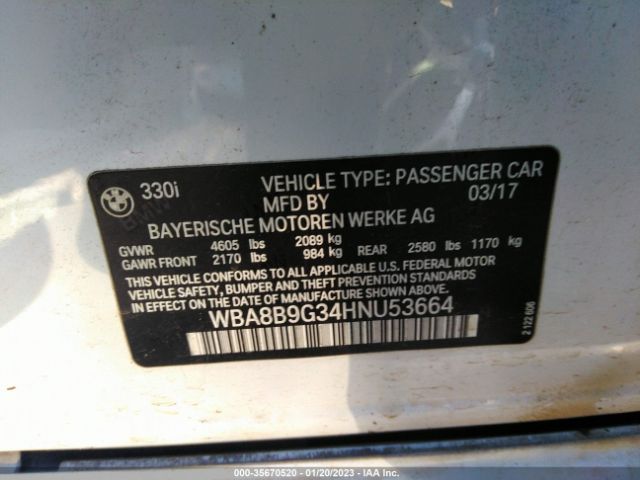 330i VEHICLE TYPE: PASSENGER CAR
MFD BY 03/17
BAYERISCHE MOTOREN WERKE AG
GVWR 4605 lbs 2089 kg
GAWR FRONT 2170 lbs 984 kg REAR 2580 lbs 1170 kg
THIS VEHICLE CONFORMS TO ALL APPLICABLE U.S. FEDERAL MOTOR
VEHICLE SAFETY, BUMPER AND THEFT PREVENTION STANDARDS
IN EFFECT ON THE DATE OF MANUFACTURE SHOWN ABOVE.
WBA8B9G34HNU53664
2 122 606
000-35670520 - 01/20/2023 - IAA Inc.